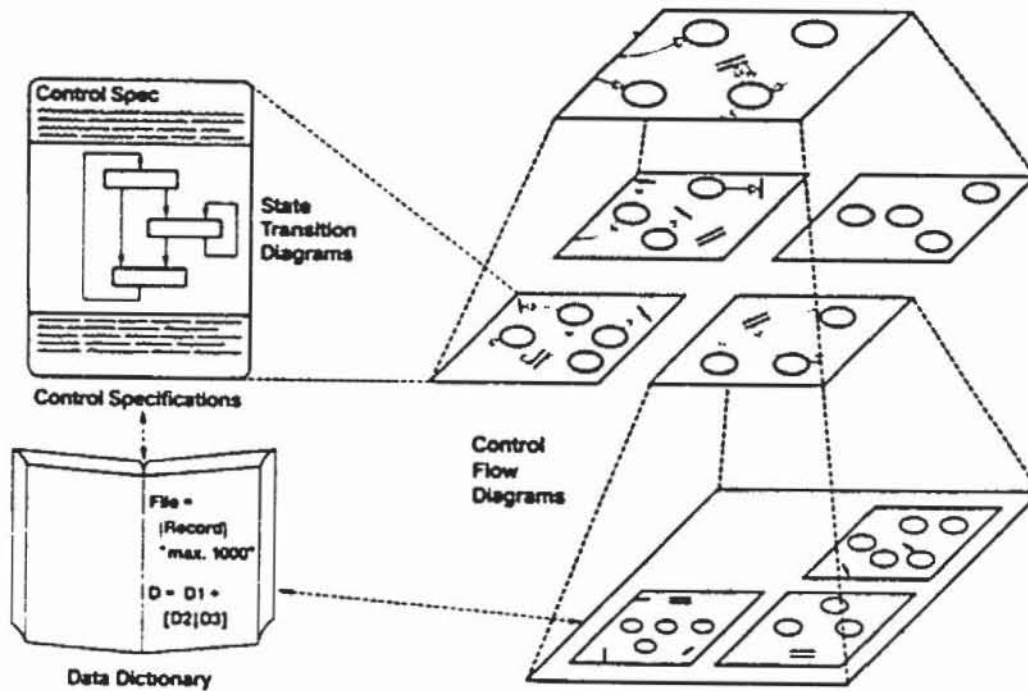 Control Spec
State
Transition
Diagrams
Control Specifications
Control
Flow
Diagrams
File =
{Record}
"max. 1000"
D = D1 +
[D2|D3]
Data Dictionary